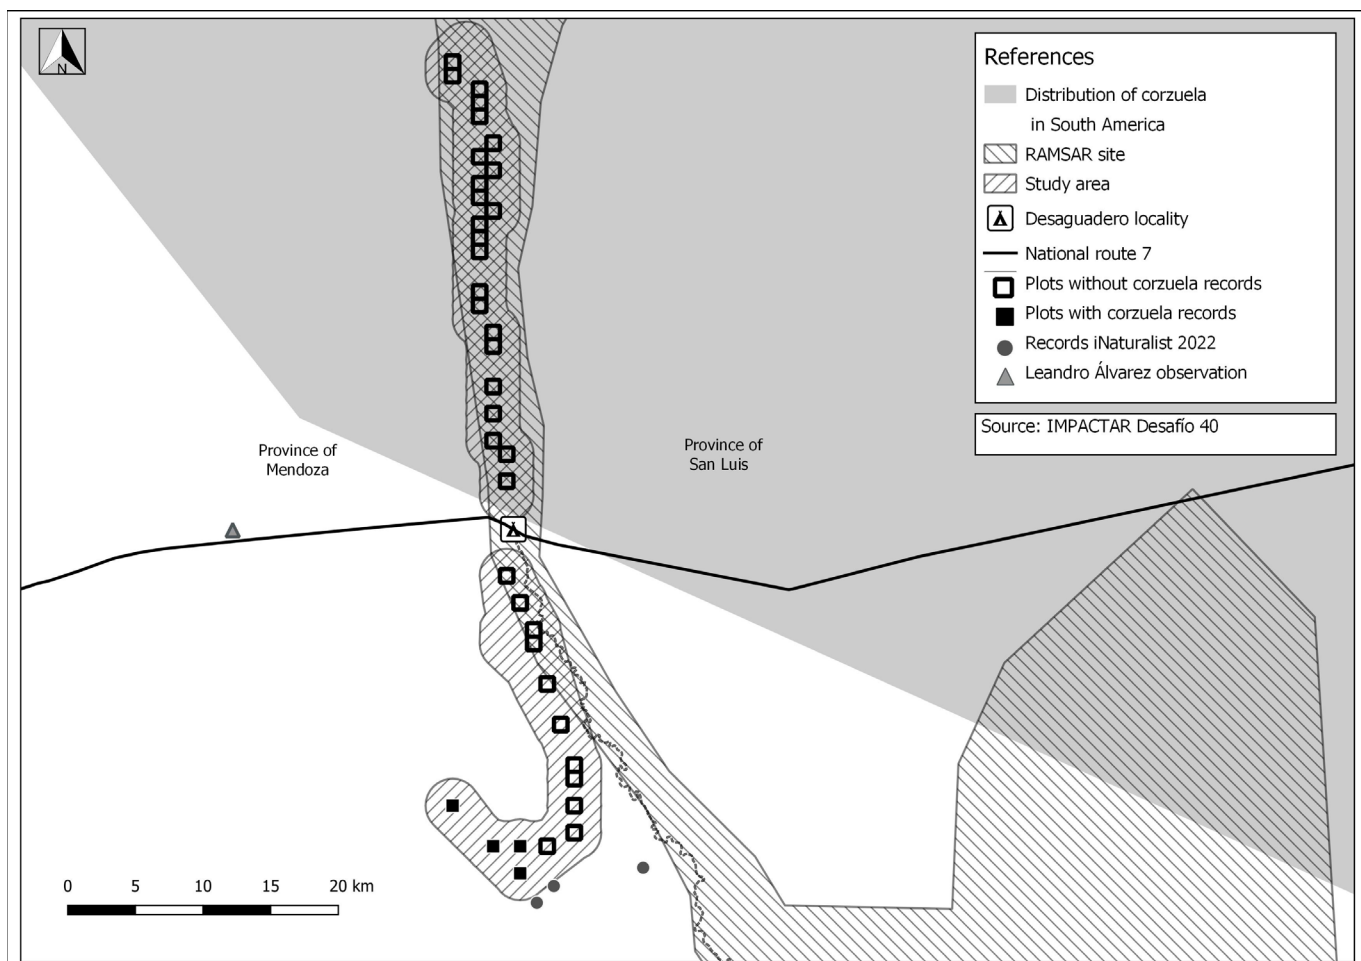 N
References
Distribution of corzuela
in South America
RAMSAR site
Study area
Desaguadero locality
National route 7
Plots without corzuela records
Plots with corzuela records
Records iNaturalist 2022
Leandro Álvarez observation
Source: IMPACTAR Desafío 40
Province of
Mendoza
Province of
San Luis
0 5 10 15 20 km